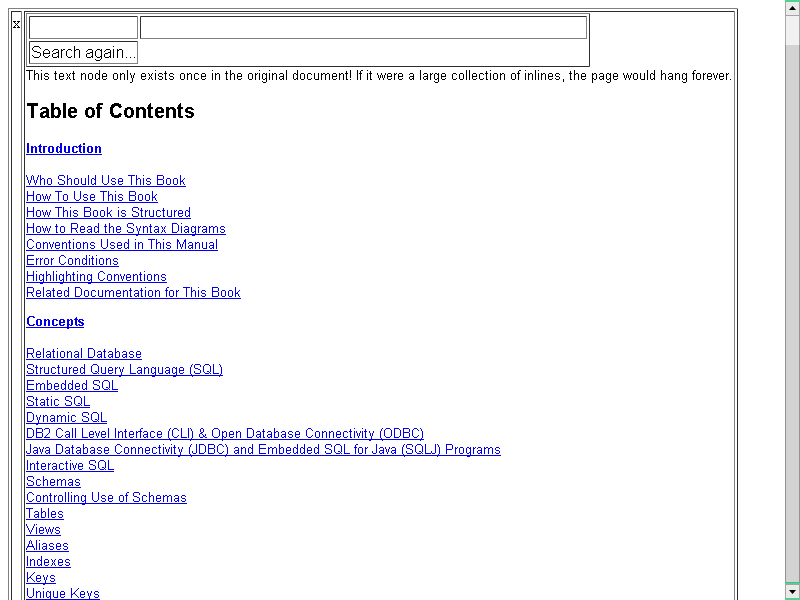 x
Search again...
This text node only exists once in the original document! If it were a large collection of inlines, the page would hang forever.
Table of Contents
Introduction
Who Should Use This Book
How To Use This Book
How This Book is Structured
How to Read the Syntax Diagrams
Conventions Used in This Manual
Error Conditions
Highlighting Conventions
Related Documentation for This Book
Concepts
Relational Database
Structured Query Language (SQL)
Embedded SQL
Static SQL
Dynamic SQL
DB2 Call Level Interface (CLI) & Open Database Connectivity (ODBC)
Java Database Connectivity (JDBC) and Embedded SQL for Java (SQLJ) Programs
Interactive SQL
Schemas
Controlling Use of Schemas
Tables
Views
Aliases
Indexes
Keys
Unique Keys